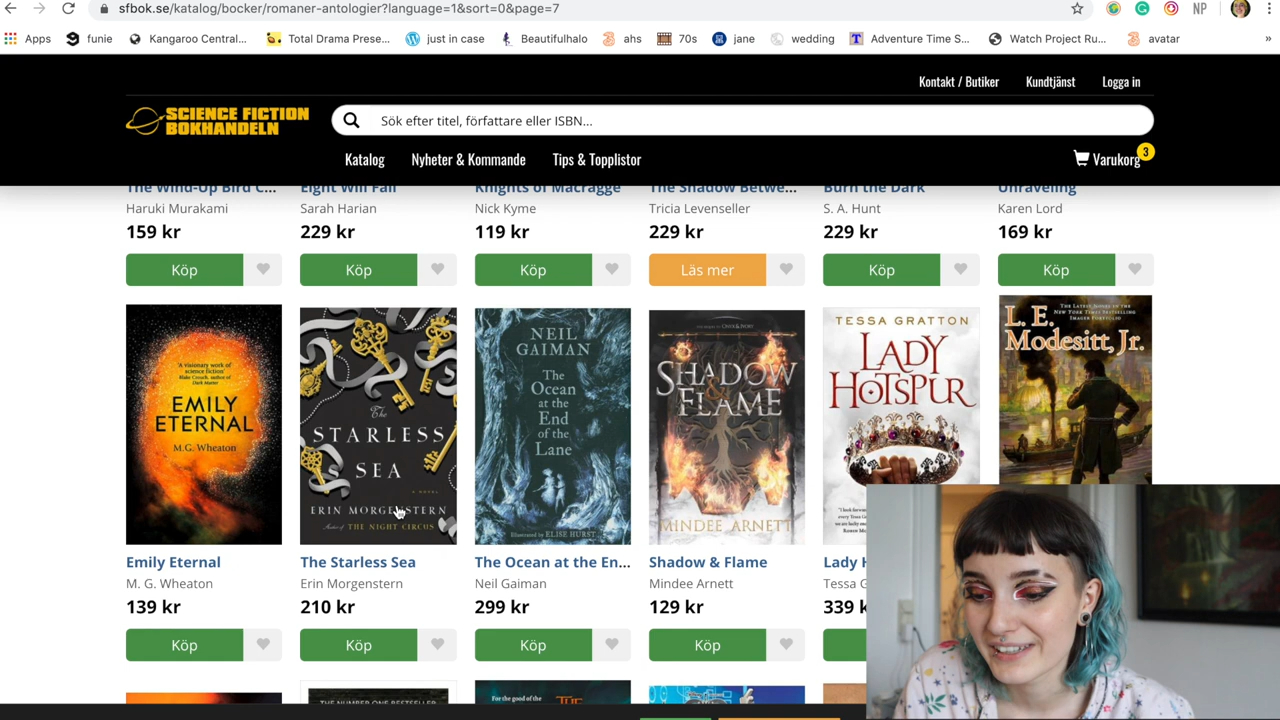 sfbok.se/katalog/bocker/romaner-antologier?language=1&sort=0&page=7
NP
Apps funie Kangaroo Central... Total Drama Prese... just in case Beautifulhalo ahs 70s jane wedding Adventure Time S... Watch Project Ru... avatar »
Kontakt / Butiker Kundtjänst Logga in
SCIENCE FICTION
BOKHANDELN
Sök efter titel, författare eller ISBN...
Katalog Nyheter & Kommande Tips & Topplistor Varukorg 3
The Wind-Up Bird C... Eight Will Fall Knights of Macragge The Shadow Betwe... Burn the Dark Unraveling
Haruki Murakami Sarah Harian Nick Kyme Tricia Levenseller S. A. Hunt Karen Lord
159 kr 229 kr 119 kr 229 kr 229 kr 169 kr
Köp Köp Köp Läs mer Köp Köp
'A visionary work of
science fiction'
Blake Crouch, author of
Dark Matter
EMILY
ETERNAL
M.G. Wheaton
The
STARLESS
SEA
A NOVEL
ERIN MORGENSTERN
Author of THE NIGHT CIRCUS
NEIL
GAIMAN
The
Ocean
at the
End
of the
Lane
Illustrated by ELISE HURST
SHADOW
&
FLAME
MINDEE ARNETT
TESSA GRATTON
LADY
HOTSPUR
THE LATEST NOVEL IN THE
NEW YORK TIMES BESTSELLING
IMAGER PORTFOLIO
L. E.
Modesitt, Jr.
Emily Eternal The Starless Sea The Ocean at the En... Shadow & Flame Lady
M. G. Wheaton Erin Morgenstern Neil Gaiman Mindee Arnett Tessa
139 kr 210 kr 299 kr 129 kr 339 kr
Köp Köp Köp Köp
THE NUMBER ONE BESTSELLER
For the good of the
THE